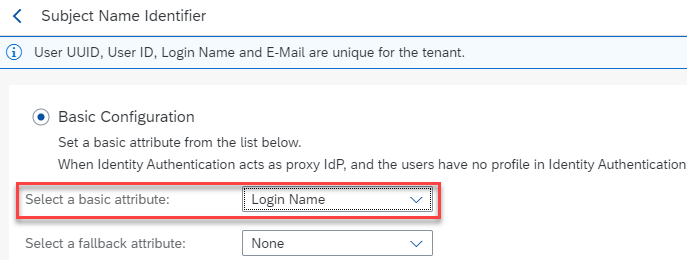 Subject Name Identifier
User UUID, User ID, Login Name and E-Mail are unique for the tenant.
Basic Configuration
Set a basic attribute from the list below.
When Identity Authentication acts as proxy IdP, and the users have no profile in Identity Authentication
Select a basic attribute: Login Name
Select a fallback attribute: None